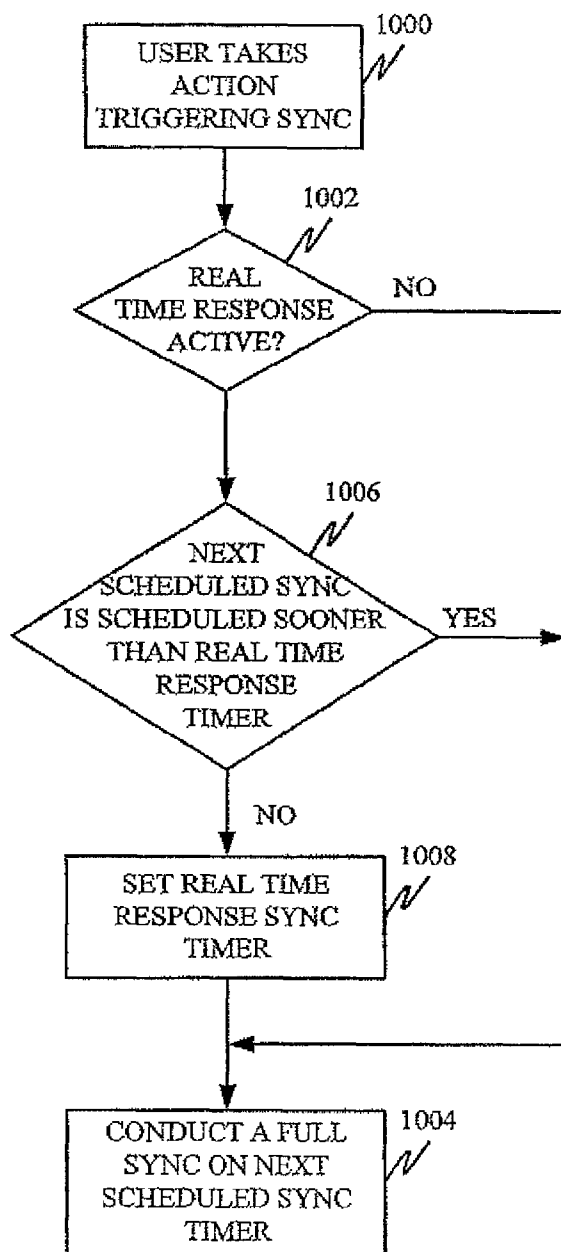 1000
USER TAKES
ACTION
TRIGGERING SYNC
1002
REAL
TIME RESPONSE
ACTIVE?
NO
1006
NEXT
SCHEDULED SYNC
IS SCHEDULED SOONER
THAN REAL TIME
RESPONSE
TIMER
YES
NO
1008
SET REAL TIME
RESPONSE SYNC
TIMER
1004
CONDUCT A FULL
SYNC ON NEXT
SCHEDULED SYNC
TIMER